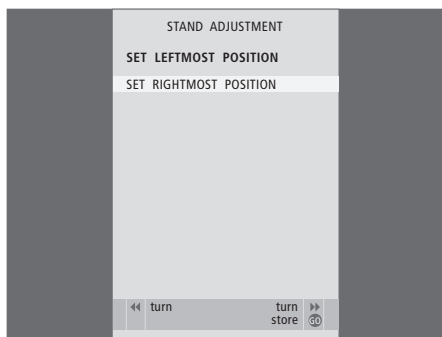 STAND ADJUSTMENT
SET LEFTMOST POSITION
SET RIGHTMOST POSITION
turn turn
store GO